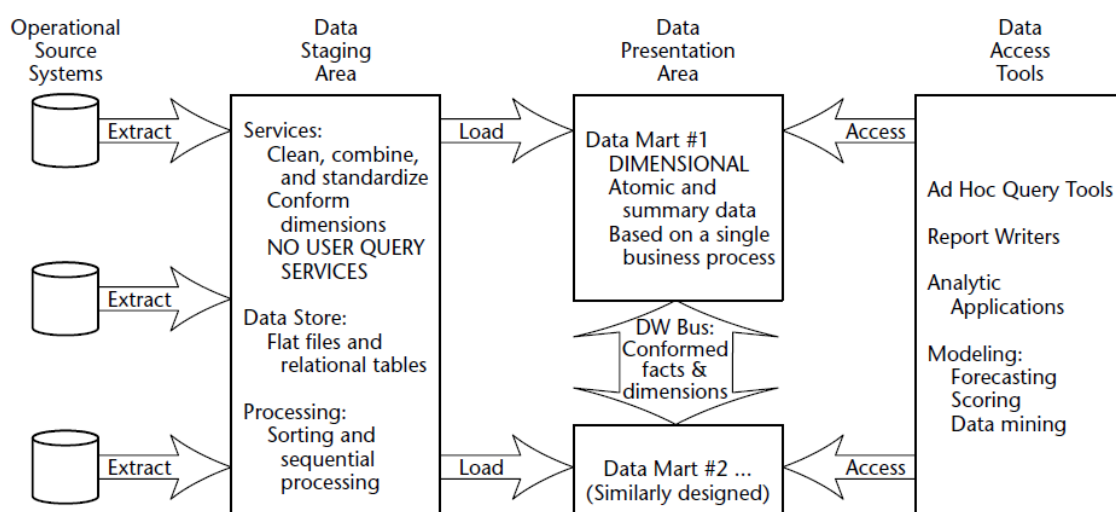 Operational
Source
Systems
Data
Staging
Area
Data
Presentation
Area
Data
Access
Tools
Extract
Extract
Extract
Services:
Clean, combine,
and standardize
Conform
dimensions
NO USER QUERY
SERVICES
Data Store:
Flat files and
relational tables
Processing:
Sorting and
sequential
processing
Load
Load
Data Mart #1
DIMENSIONAL
Atomic and
summary data
Based on a single
business process
DW Bus:
Conformed
facts &
dimensions
Data Mart #2 ...
(Similarly designed)
Access
Access
Ad Hoc Query Tools
Report Writers
Analytic
Applications
Modeling:
Forecasting
Scoring
Data mining